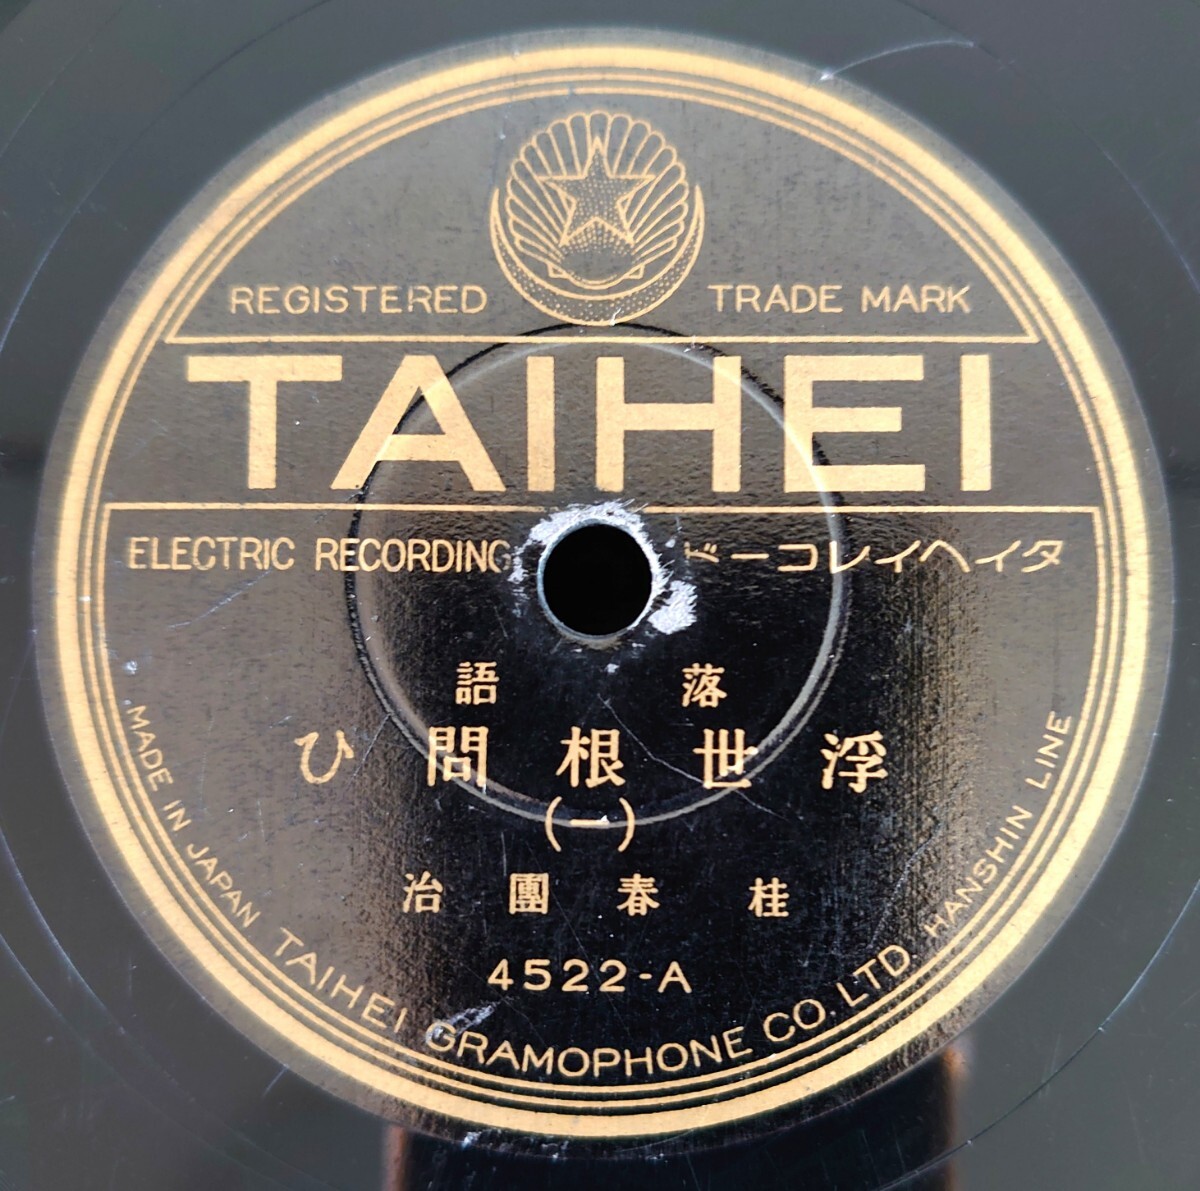 REGISTERED TRADE MARK
TAIHEI
ELECTRIC RECORDING
タイヘイレコード
落語
浮世根問ひ
(一)
桂春團治
4522-A
MADE IN JAPAN TAIHEI GRAMOPHONE CO. LTD. HANSHIN LINE